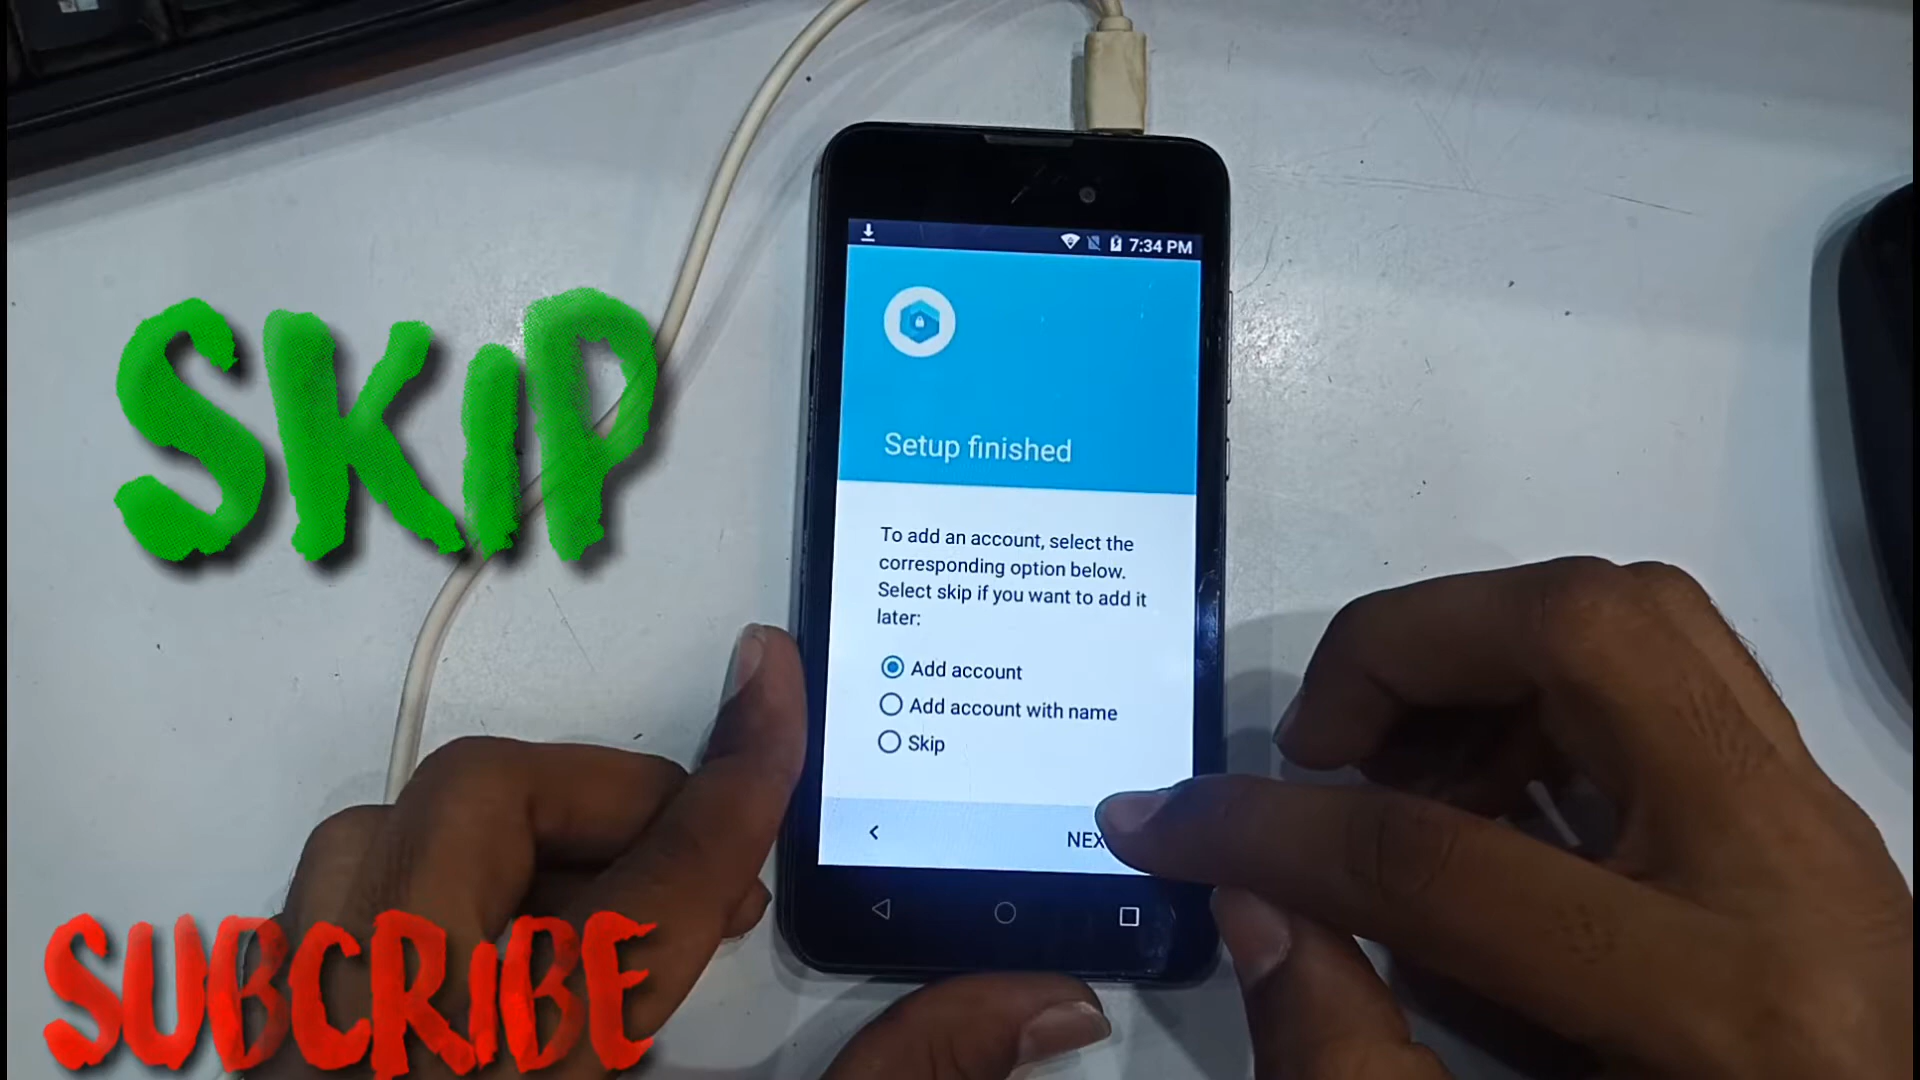 7:34 PM
SKIP
Setup finished
To add an account, select the
corresponding option below.
Select skip if you want to add it
later:
Add account
Add account with name
Skip
NEX
SUBCRIBE